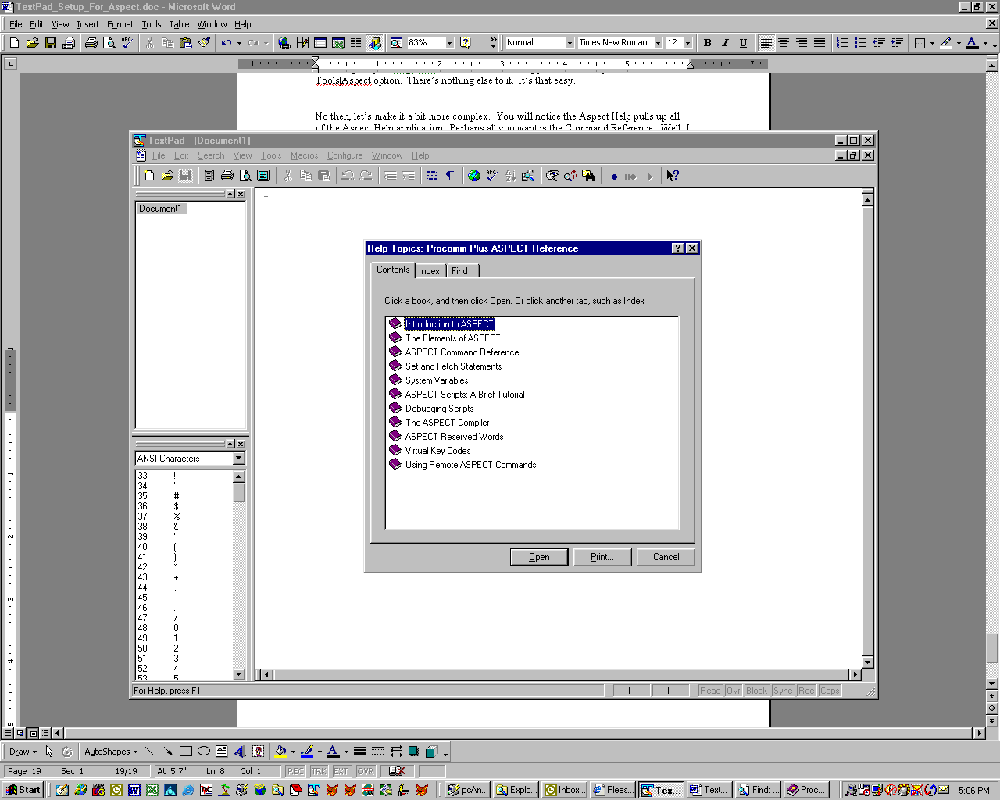 TextPad_Setup_For_Aspect.doc - Microsoft Word
File Edit View Insert Format Tools Table Window Help
83% Normal Times New Roman 12 B I U
1 1 2 3 4 5 6 7
Tools|Aspect option. There's nothing else to it. It's that easy.
No then, let's make it a bit more complex. You will notice the Aspect Help pulls up all
of the Aspect Help application. Perhaps all you want is the Command Reference. Well, I
TextPad - [Document1]
File Edit Search View Tools Macros Configure Window Help
Document1
1
Help Topics: Procomm Plus ASPECT Reference
Contents Index Find
Click a book, and then click Open. Or click another tab, such as Index.
Introduction to ASPECT
The Elements of ASPECT
ASPECT Command Reference
Set and Fetch Statements
System Variables
ASPECT Scripts: A Brief Tutorial
Debugging Scripts
The ASPECT Compiler
ASPECT Reserved Words
Virtual Key Codes
Using Remote ASPECT Commands
Open Print... Cancel
ANSI Characters
33 !
34 "
35 #
36 $
37 %
38 &
39 '
40 (
41 )
42 *
43 +
44 ,
45 -
46 .
47 /
48 0
49 1
50 2
51 3
52 4
53 5
For Help, press F1 1 1 Read Ovr Block Sync Rec Caps
Draw AutoShapes
Page 19 Sec 1 19/19 At 5.7" Ln 8 Col 1 REC TRK EXT OVR
Start pcAn... Explo... Inbox... Pleas... Tex... Text... Find: ... Proc... 5:06 PM